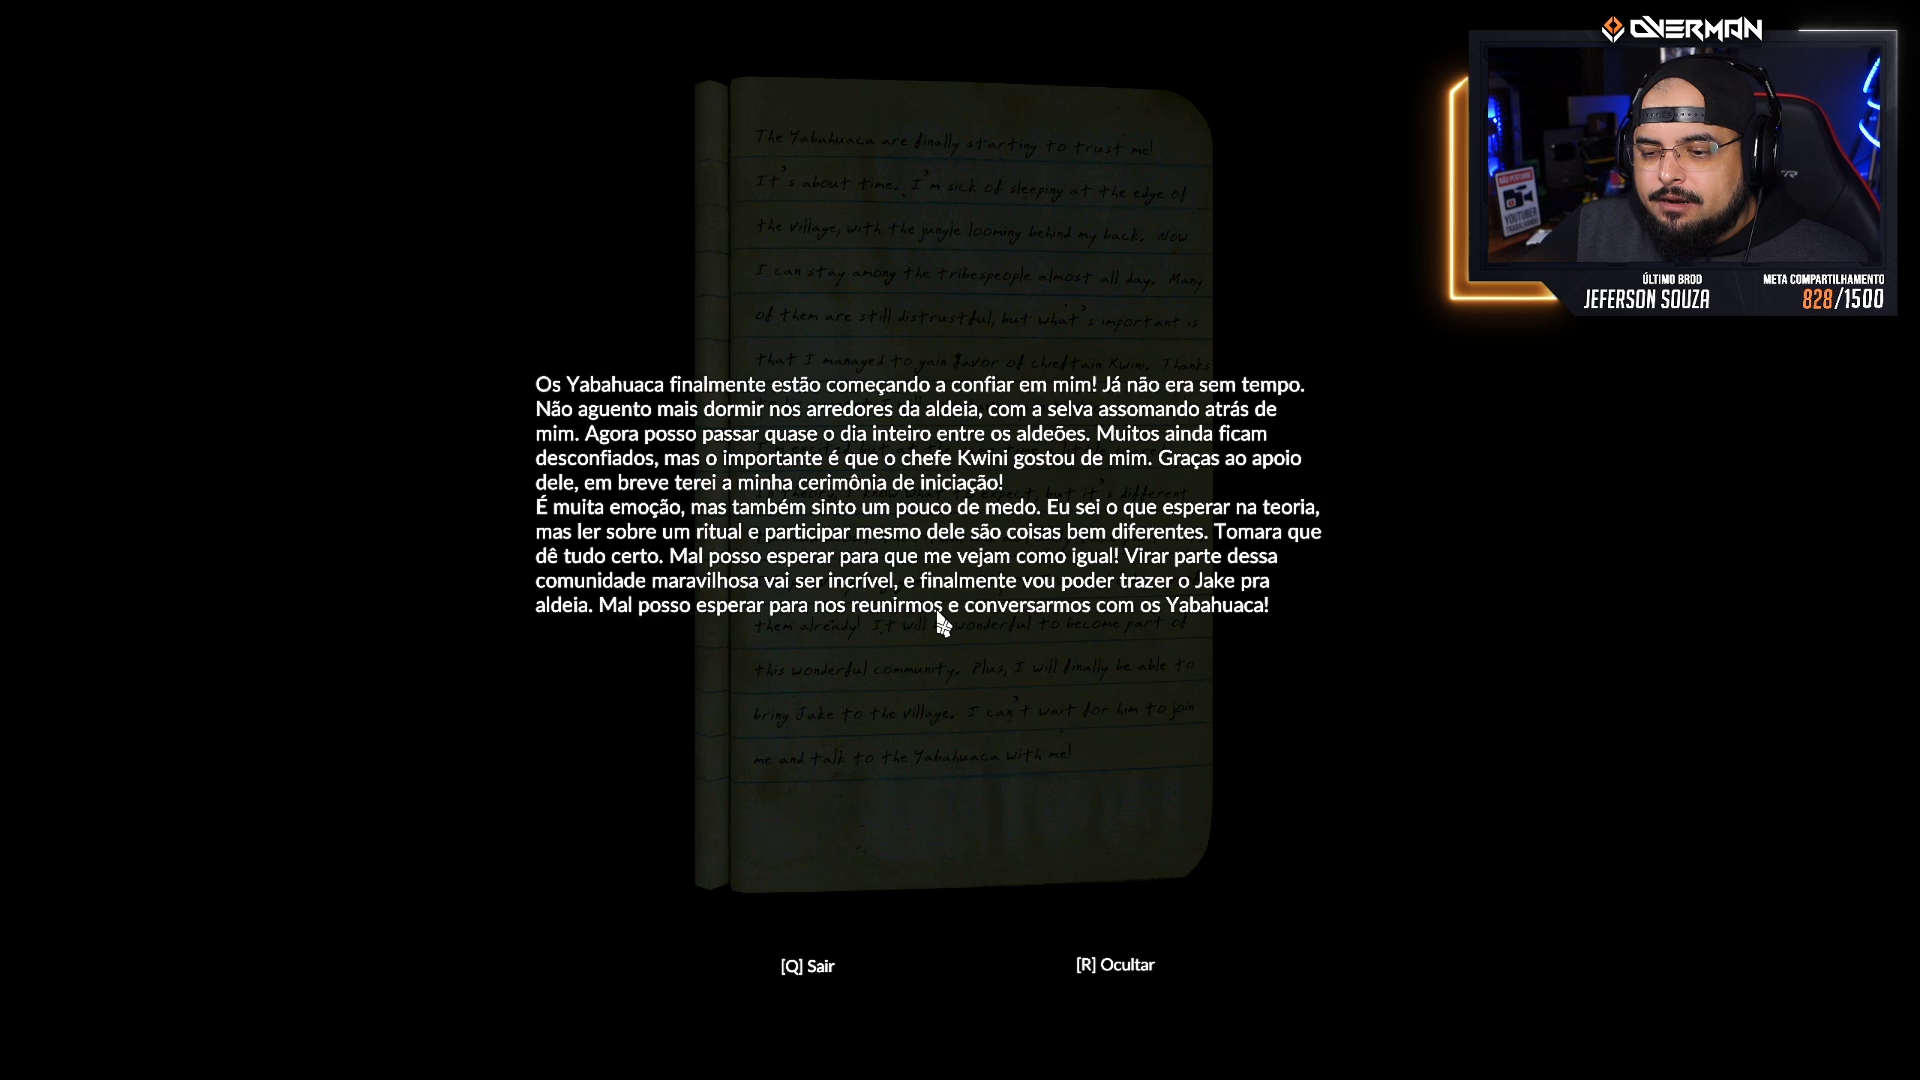 OVERMAN
NÃO PERTURBE
YOUTUBER
ÚLTIMO BROD
JEFERSON SOUZA
META COMPARTILHAMENTO
828/1500
The Yabahuaca are finally starting to trust me!
It's about time. I'm sick of sleeping at the edge of
the village, with the jungle looming behind my back. Now
I can stay among the tribespeople almost all day. Many
of them are still distrustful, but what's important is
that I managed to gain favor of chieftain Kwini. Thanks
Os Yabahuaca finalmente estão começando a confiar em mim! Já não era sem tempo.
Não aguento mais dormir nos arredores da aldeia, com a selva assomando atrás de
mim. Agora posso passar quase o dia inteiro entre os aldeões. Muitos ainda ficam
desconfiados, mas o importante é que o chefe Kwini gostou de mim. Graças ao apoio
dele, em breve terei a minha cerimônia de iniciação!
É muita emoção, mas também sinto um pouco de medo. Eu sei o que esperar na teoria,
mas ler sobre um ritual e participar mesmo dele são coisas bem diferentes. Tomara que
dê tudo certo. Mal posso esperar para que me vejam como igual! Virar parte dessa
comunidade maravilhosa vai ser incrível, e finalmente vou poder trazer o Jake pra
aldeia. Mal posso esperar para nos reunirmos e conversarmos com os Yabahuaca!
them already! It will wonderful to become part of
this wonderful community. Plus, I will finally be able to
bring Jake to the village. I can't wait for him to join
me and talk to the Yabahuaca with me!
[Q] Sair
[R] Ocultar